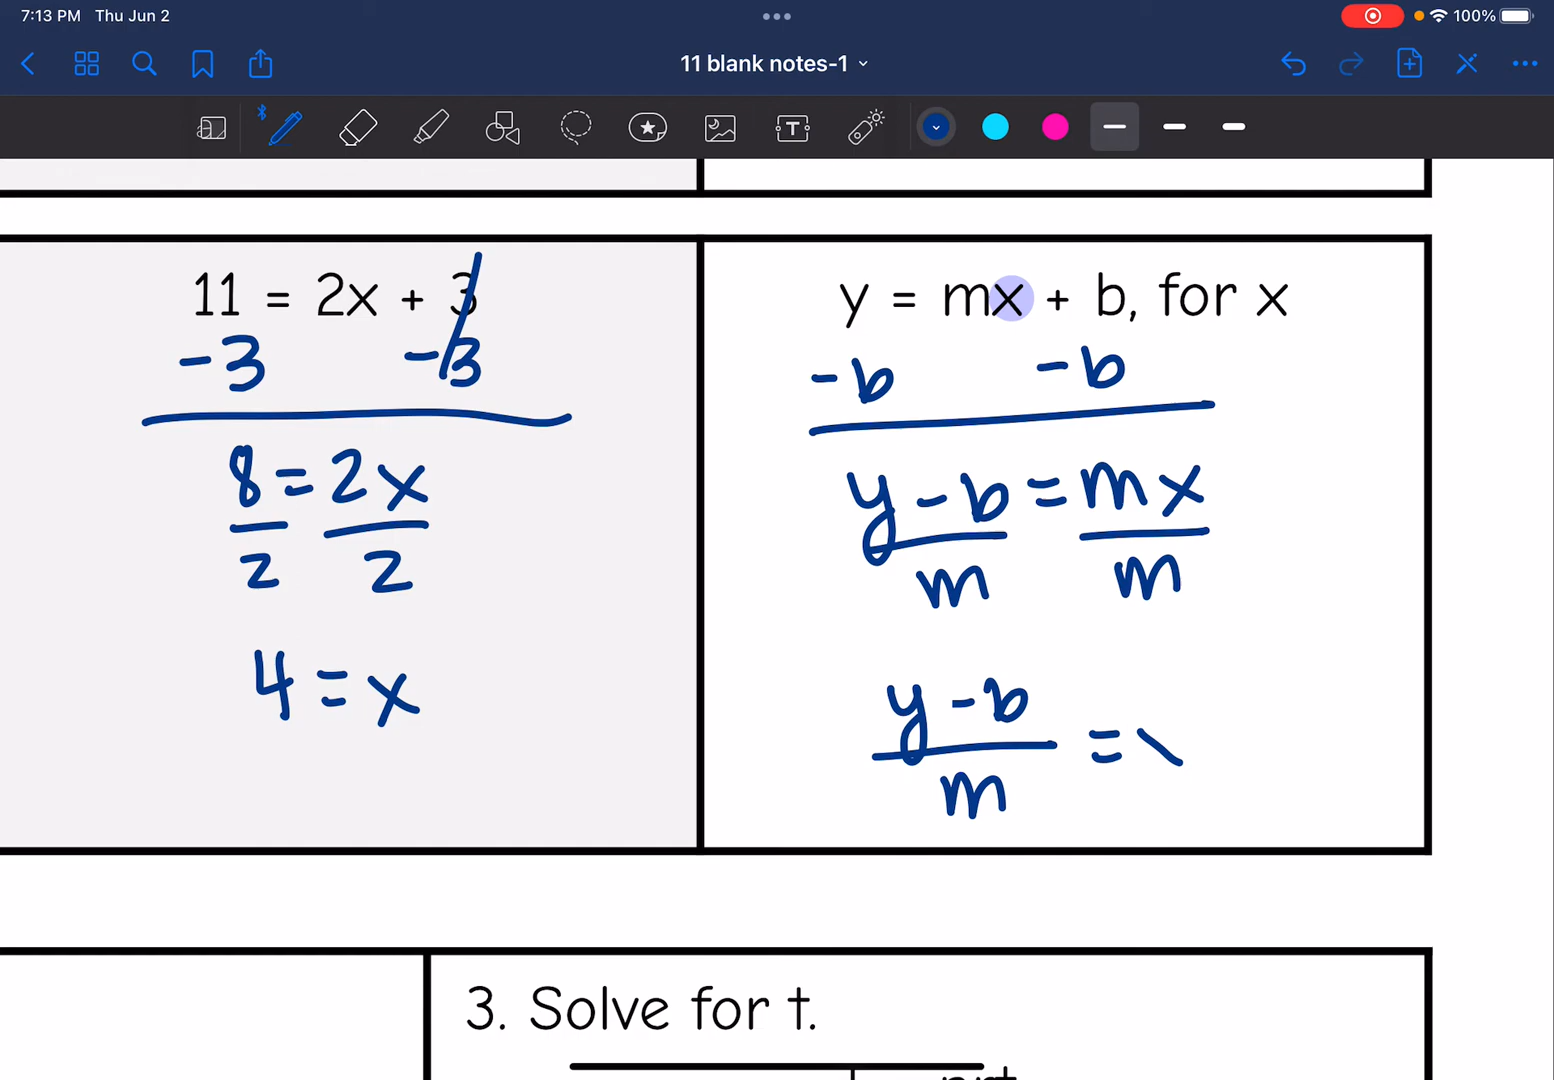 7:13 PM Thu Jun 2
100%
11 blank notes-1
T
11 = 2x + 3
-3 -3
8 = 2x
2 2
4 = x
y = mx + b, for x
-b -b
y - b = mx
m m
y - b
m
=
3. Solve for t.